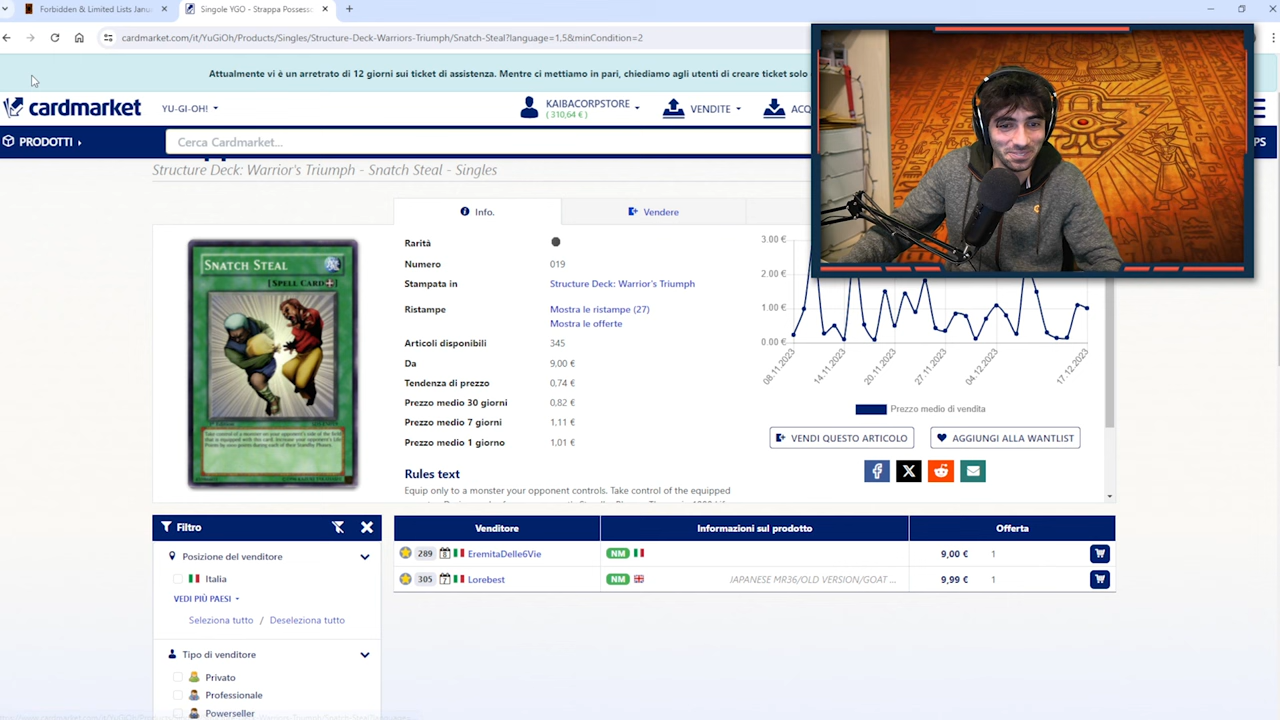 Forbidden & Limited Lists Janu
Singole YGO - Strappa Possesso
cardmarket.com/it/YuGiOh/Products/Singles/Structure-Deck-Warriors-Triumph/Snatch-Steal?language=1,5&minCondition=2
Attualmente vi è un arretrato di 12 giorni sui ticket di assistenza. Mentre ci mettiamo in pari, chiediamo agli utenti di creare ticket solo
cardmarket
YU-GI-OH!
KAIBACORPSTORE
( 310,64 € )
VENDITE
ACQ
PRODOTTI
Cerca Cardmarket...
PS
Structure Deck: Warrior's Triumph - Snatch Steal - Singles
Info.
Vendere
SNATCH STEAL
[SPELL CARD]
Rarità
Numero 019
Stampata in Structure Deck: Warrior's Triumph
Ristampe Mostra le ristampe (27)
Mostra le offerte
Articoli disponibili 345
Da 9,00 €
Tendenza di prezzo 0,74 €
Prezzo medio 30 giorni 0,82 €
Prezzo medio 7 giorni 1,11 €
Prezzo medio 1 giorno 1,01 €
Rules text
Equip only to a monster your opponent controls. Take control of the equipped
3.00 €
2.00 €
1.00 €
0.00 €
08.11.2023
14.11.2023
20.11.2023
27.11.2023
04.12.2023
17.12.2023
Prezzo medio di vendita
VENDI QUESTO ARTICOLO
AGGIUNGI ALLA WANTLIST
Filtro
Posizione del venditore
Italia
VEDI PIÙ PAESI
Seleziona tutto / Deseleziona tutto
Tipo di venditore
Privato
Professionale
Powerseller
Venditore Informazioni sul prodotto Offerta
289 8 EremitaDelle6Vie NM 9,00 € 1
305 7 Lorebest NM JAPANESE MR36/OLD VERSION/GOAT ... 9,99 € 1